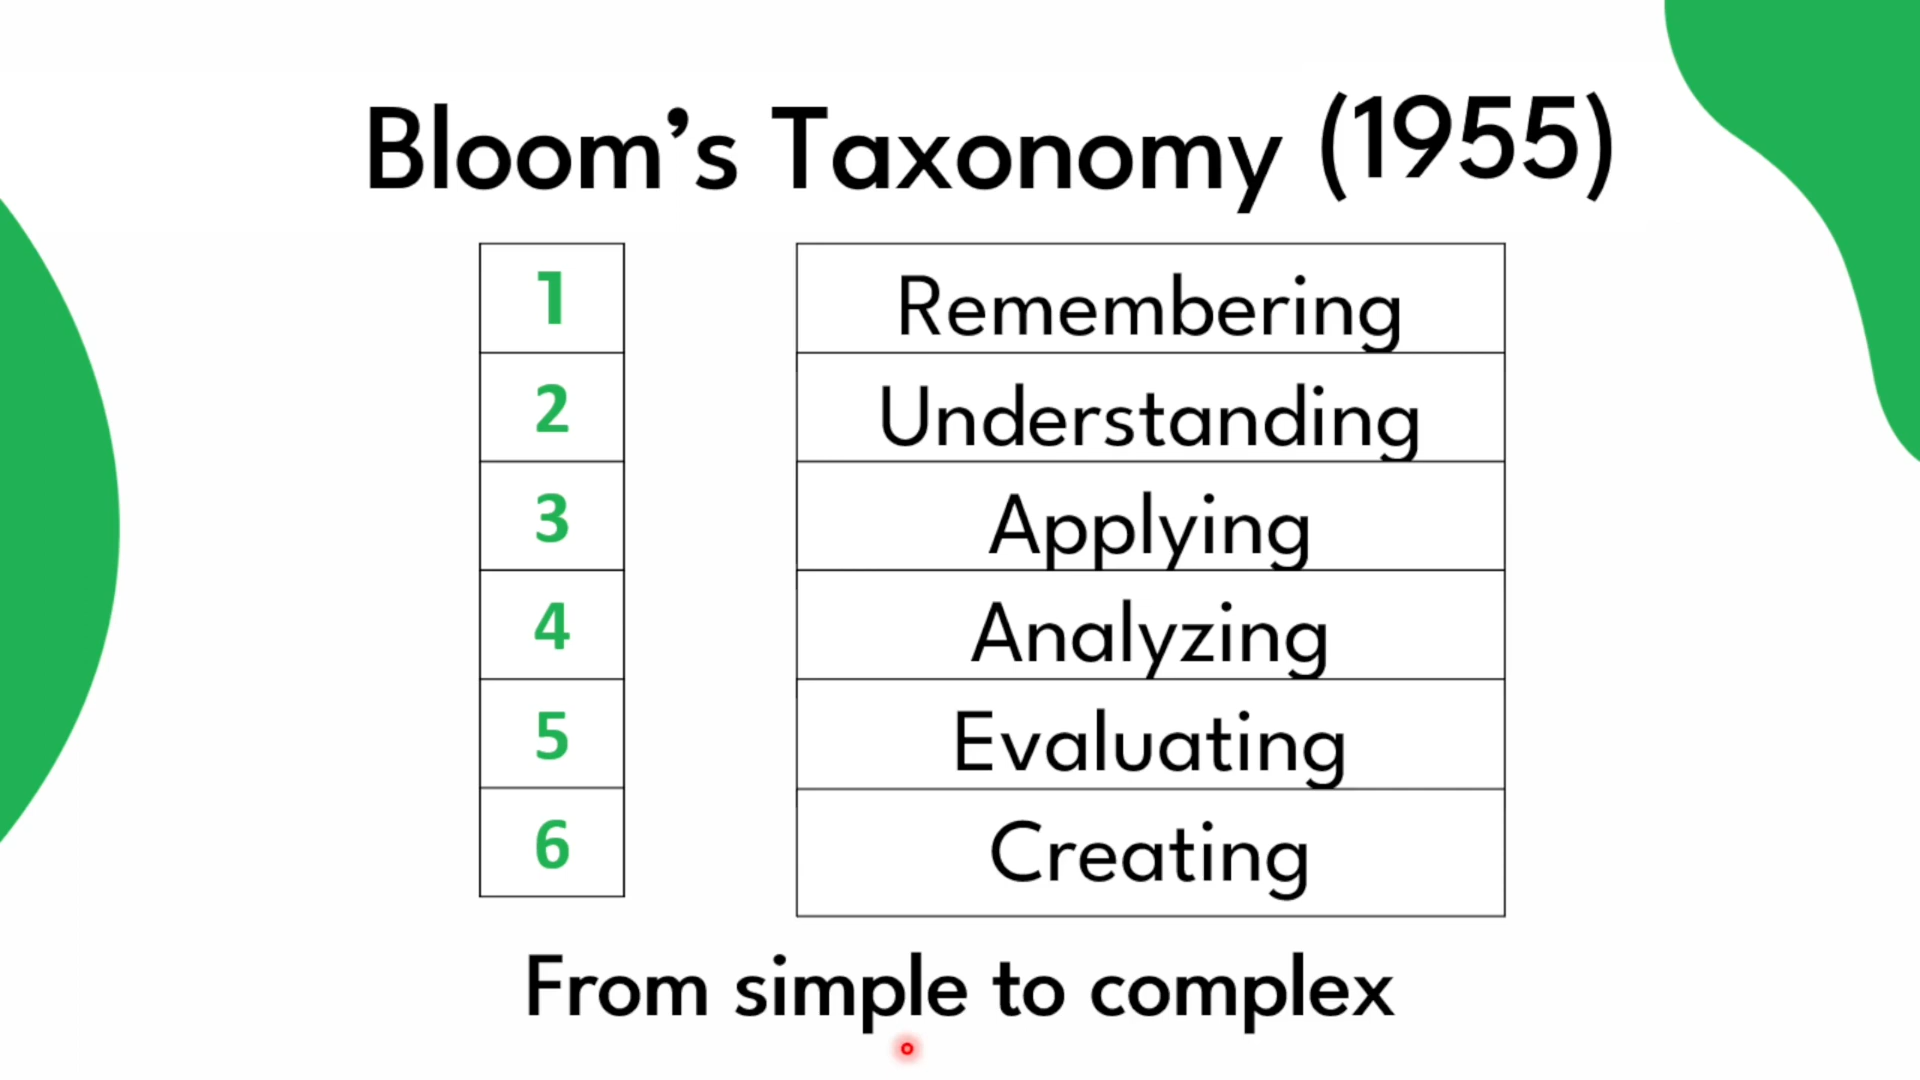 Bloom’s Taxonomy (1955)
1 Remembering
2 Understanding
3 Applying
4 Analyzing
5 Evaluating
6 Creating
From simple to complex